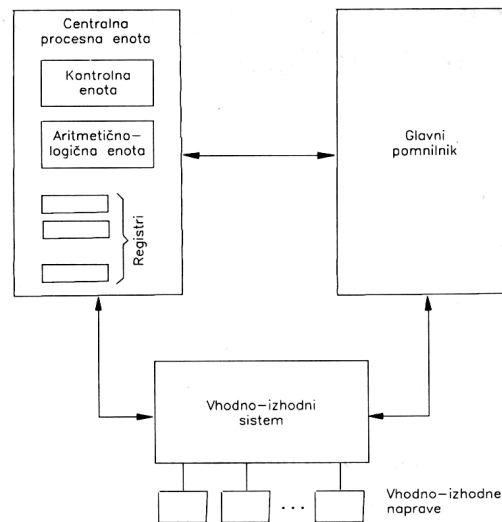 Centralna
procesna enota
Kontrolna
enota
Aritmetično–
logična enota
Registri
Glavni
pomnilnik
Vhodno–izhodni
sistem
...
Vhodno–izhodne
naprave